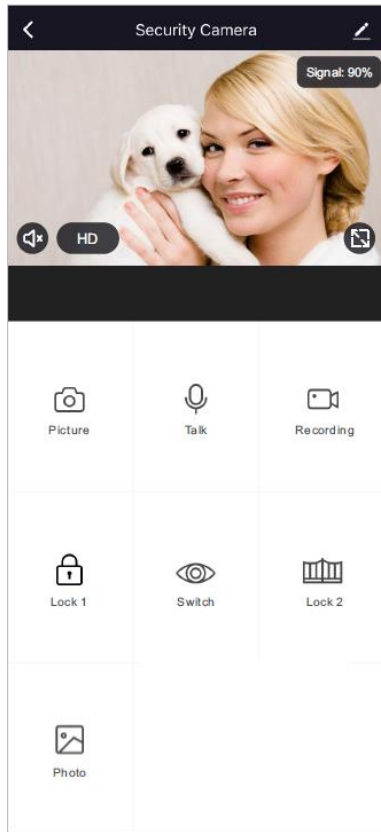 Security Camera
Signal: 90%
HD
Picture
Talk
Recording
Lock 1
Switch
Lock 2
Photo